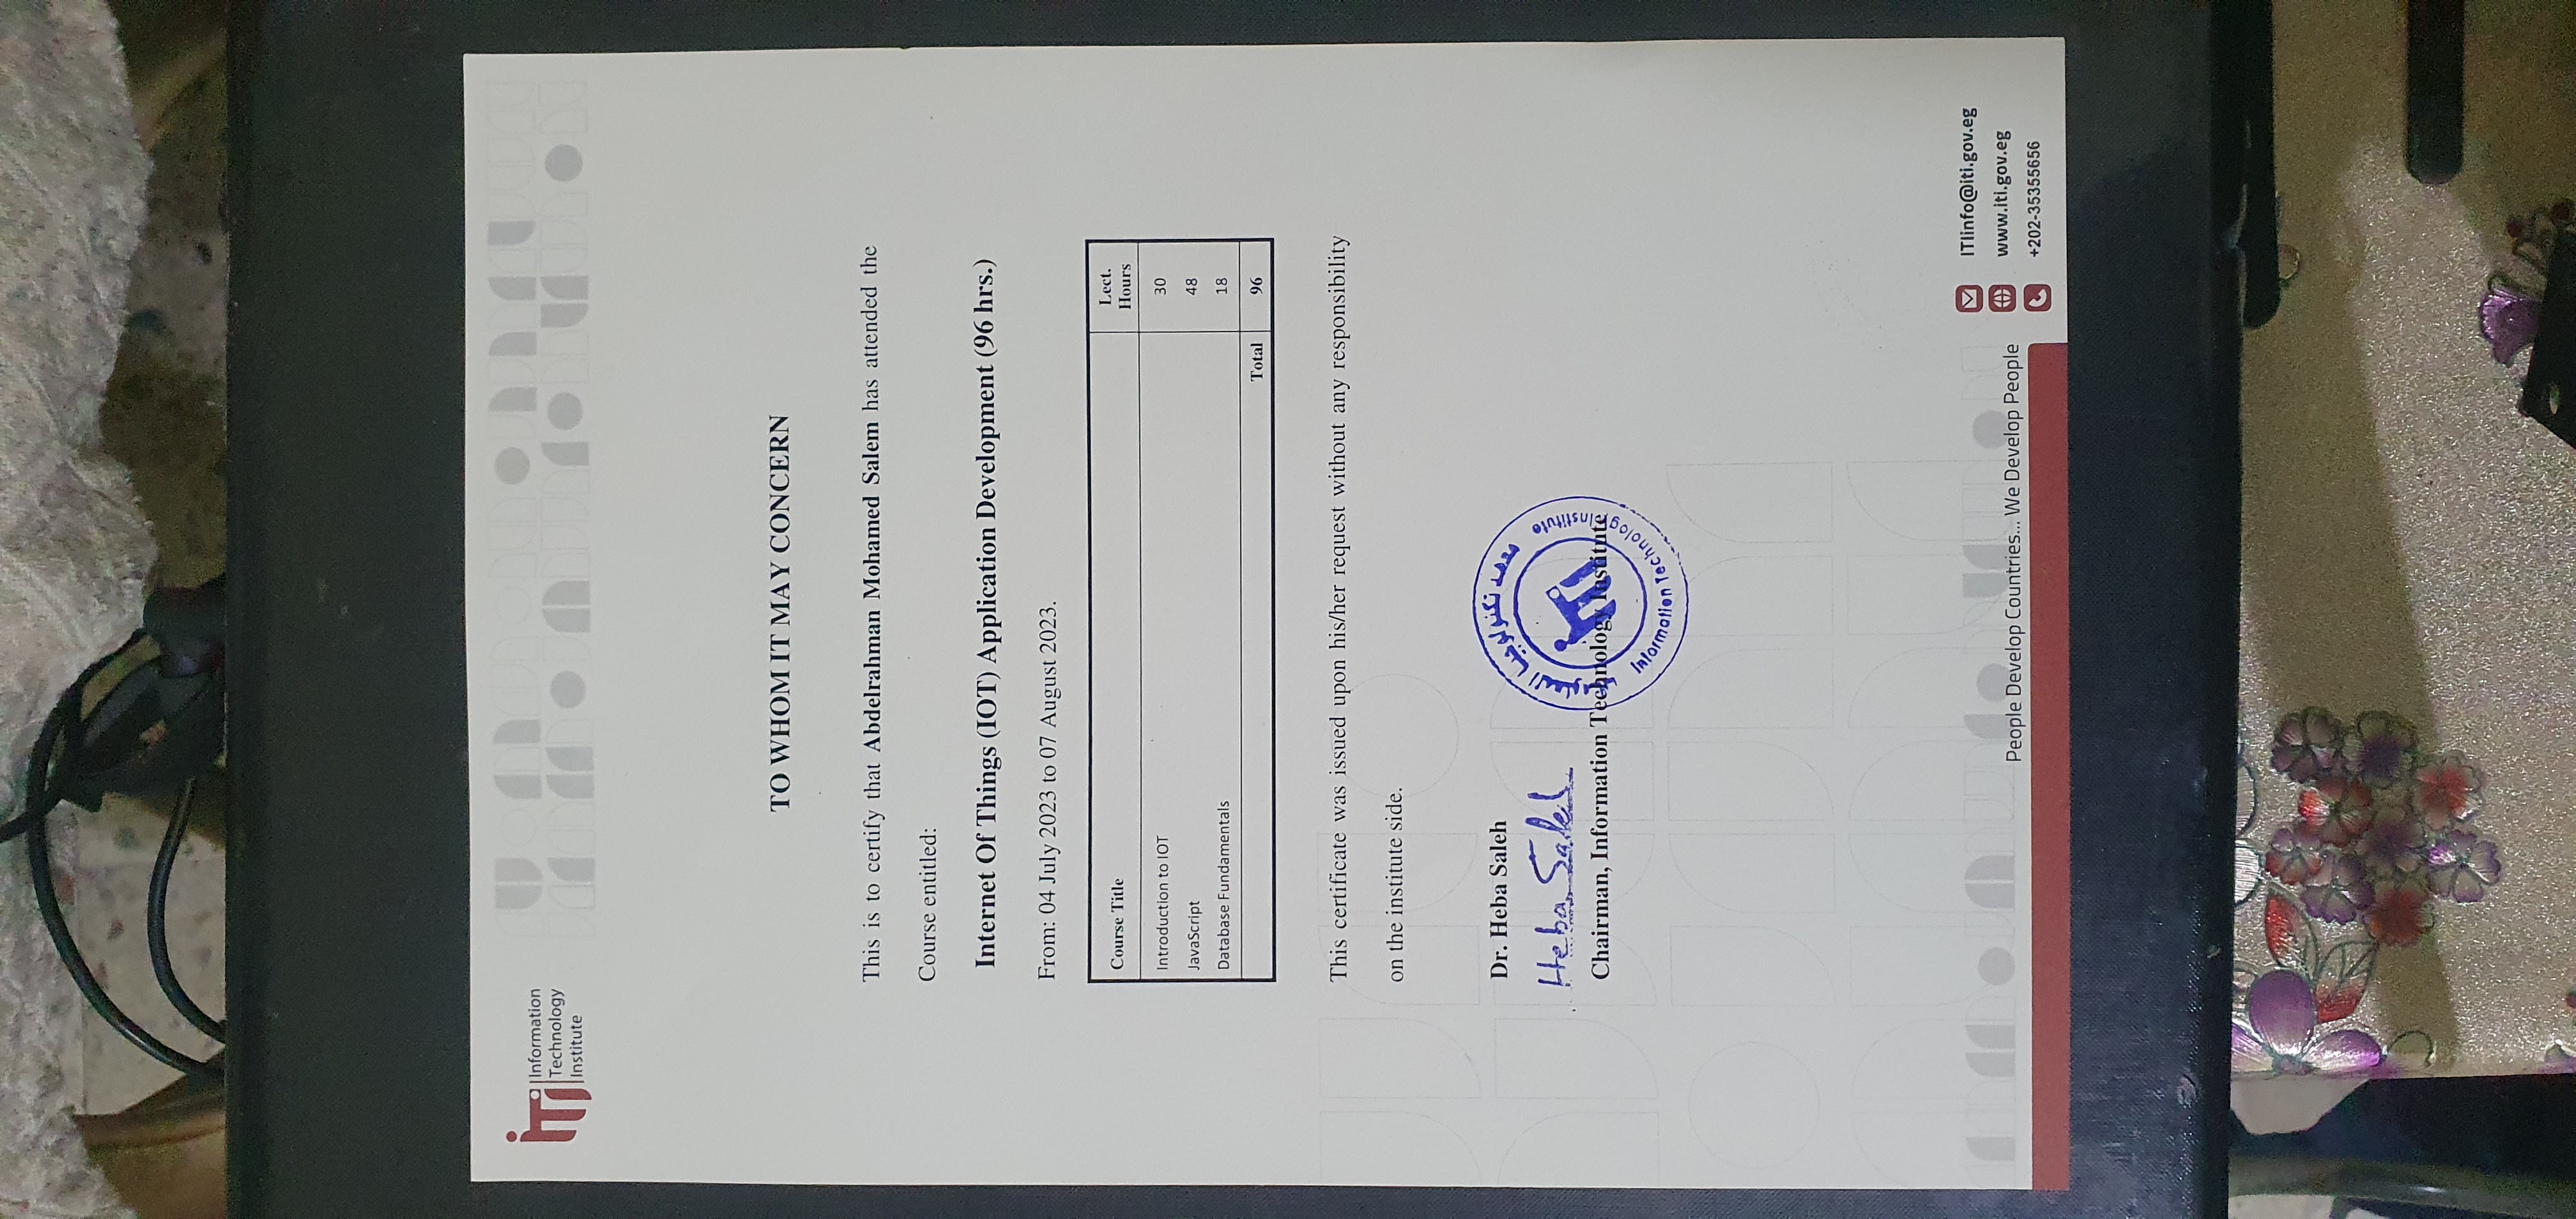 iTi
Information
Technology
Institute
TO WHOM IT MAY CONCERN
This is to certify that Abdelrahman Mohamed Salem has attended the
Course entitled:
Internet Of Things (IOT) Application Development (96 hrs.)
From: 04 July 2023 to 07 August 2023.
Course Title Lect. Hours
Introduction to IOT 30
JavaScript 48
Database Fundamentals 18
Total 96
This certificate was issued upon his/her request without any responsibility
on the institute side.
Dr. Heba Saleh
Heba Saleh
Chairman, Information Technology Institute
معهد تكنولوجيا المعلومات
iTi
Information Technology Institute
People Develop Countries... We Develop People
ITIinfo@iti.gov.eg
www.iti.gov.eg
+202-35355656